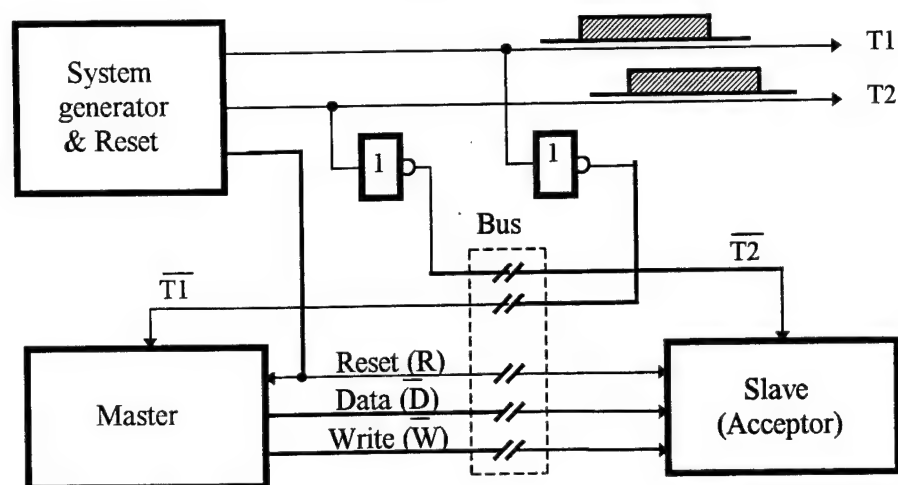 System
generator
& Reset
T1
T2
1
1
Bus
T1̅
T2̅
Master
Reset (R)
Data (D̅)
Write (W̅)
Slave
(Acceptor)